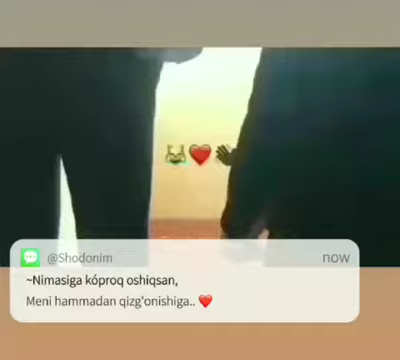 @Shodonim now
~Nimasiga kóproq oshiqsan,
Meni hammadan qizg'onishiga.. ❤️